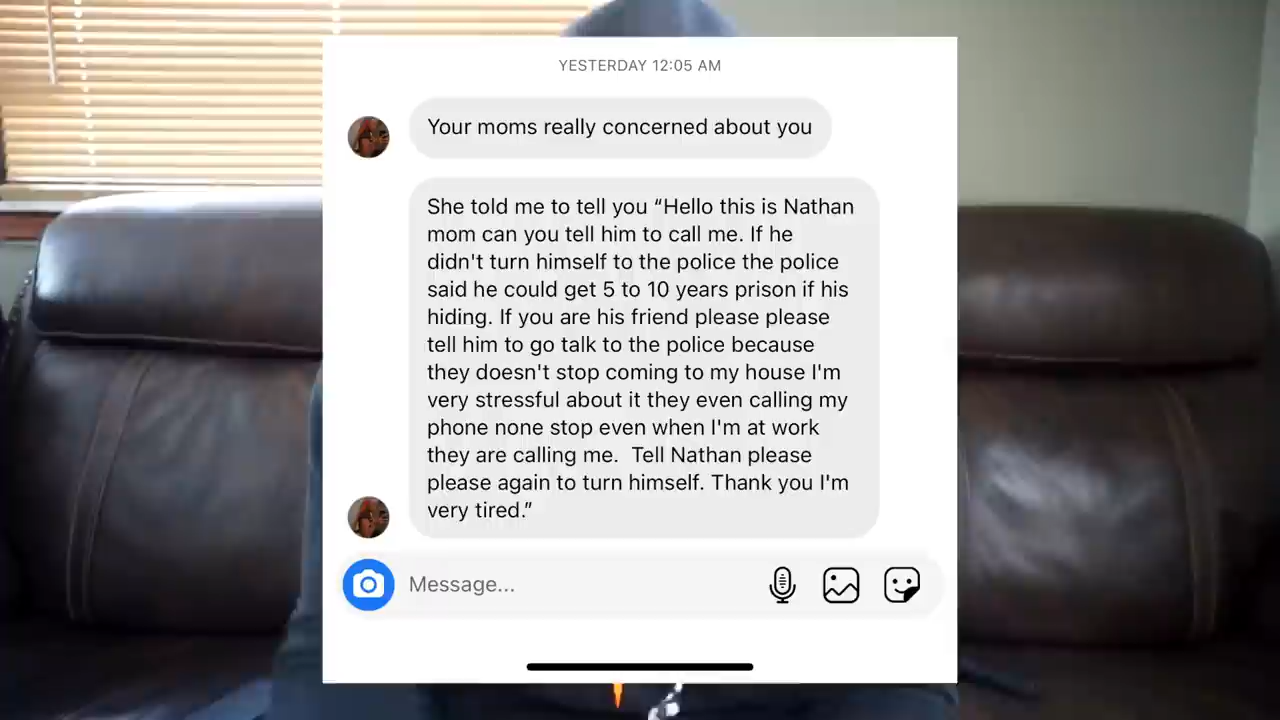 YESTERDAY 12:05 AM
Your moms really concerned about you
She told me to tell you “Hello this is Nathan
mom can you tell him to call me. If he
didn't turn himself to the police the police
said he could get 5 to 10 years prison if his
hiding. If you are his friend please please
tell him to go talk to the police because
they doesn't stop coming to my house I'm
very stressful about it they even calling my
phone none stop even when I'm at work
they are calling me.  Tell Nathan please
please again to turn himself. Thank you I'm
very tired.”
Message...